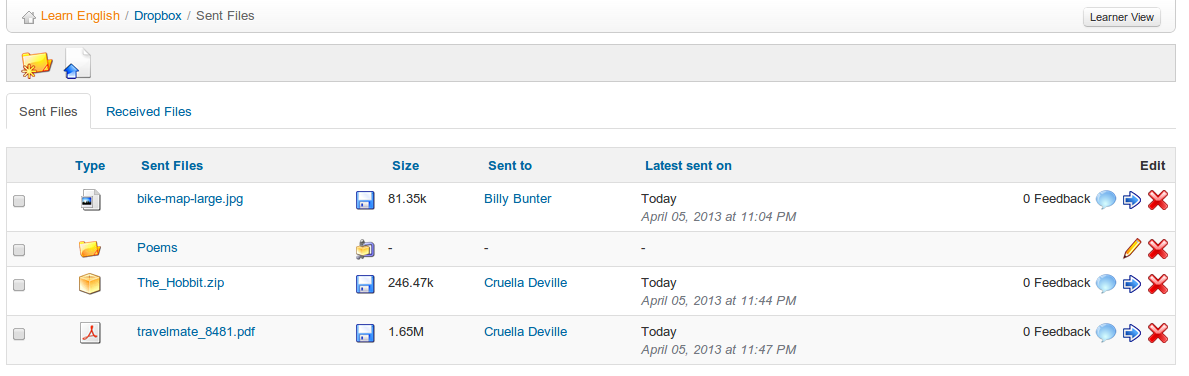 Learn English / Dropbox / Sent Files
Learner View
Sent Files Received Files
Type Sent Files Size Sent to Latest sent on Edit
bike-map-large.jpg 81.35k Billy Bunter Today 0 Feedback
April 05, 2013 at 11:04 PM
Poems - - -
The_Hobbit.zip 246.47k Cruella Deville Today 0 Feedback
April 05, 2013 at 11:44 PM
travelmate_8481.pdf 1.65M Cruella Deville Today 0 Feedback
April 05, 2013 at 11:47 PM